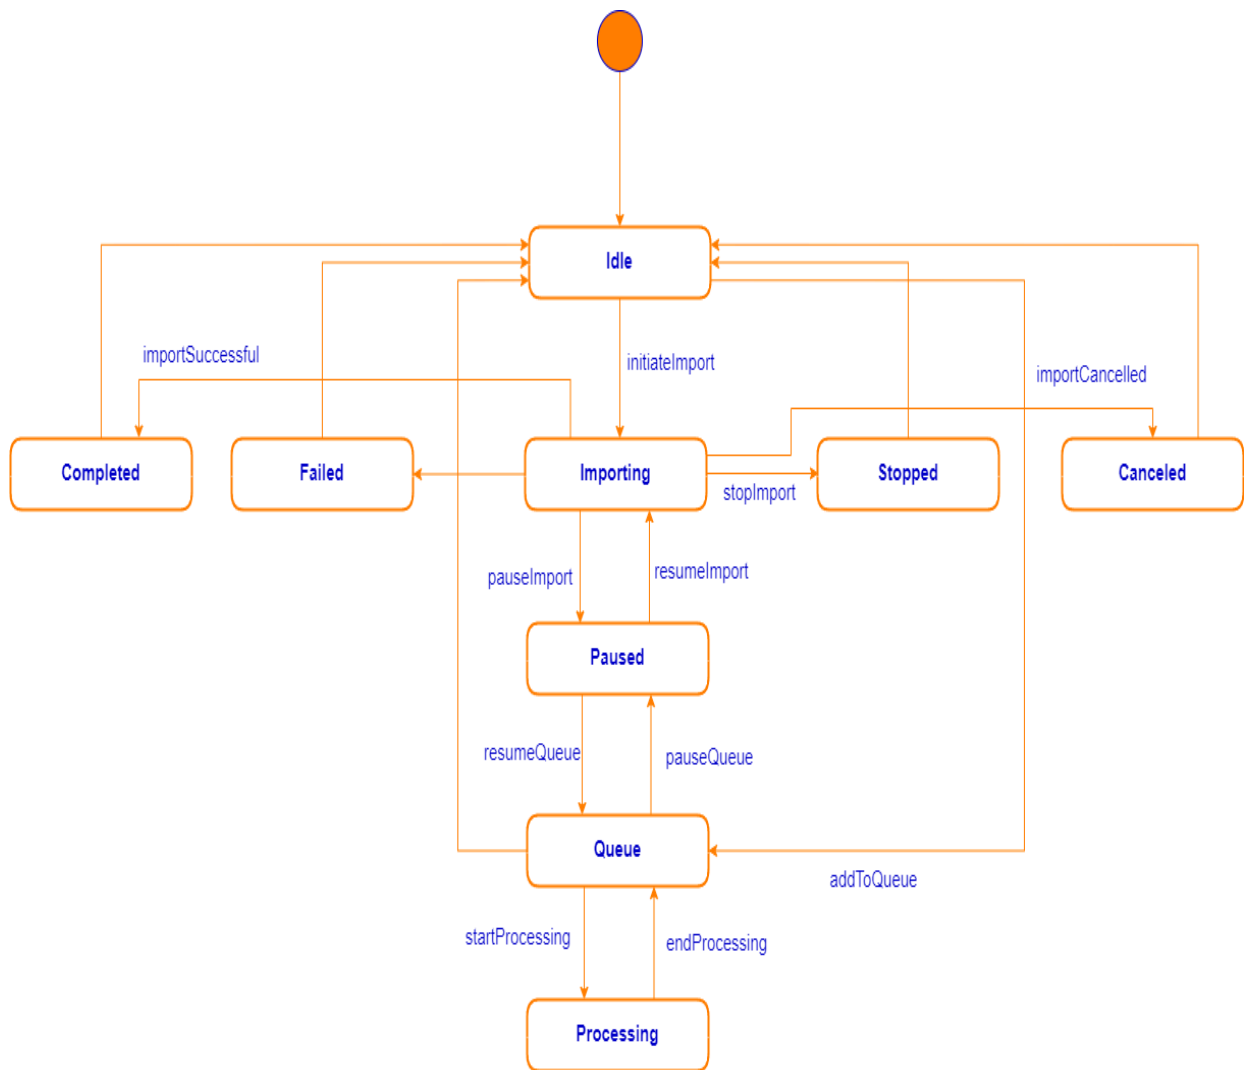 Idle
importSuccessful
initiateImport
importCancelled
Completed
Failed
Importing
Stopped
Canceled
stopImport
pauseImport
resumeImport
Paused
resumeQueue
pauseQueue
Queue
addToQueue
startProcessing
endProcessing
Processing